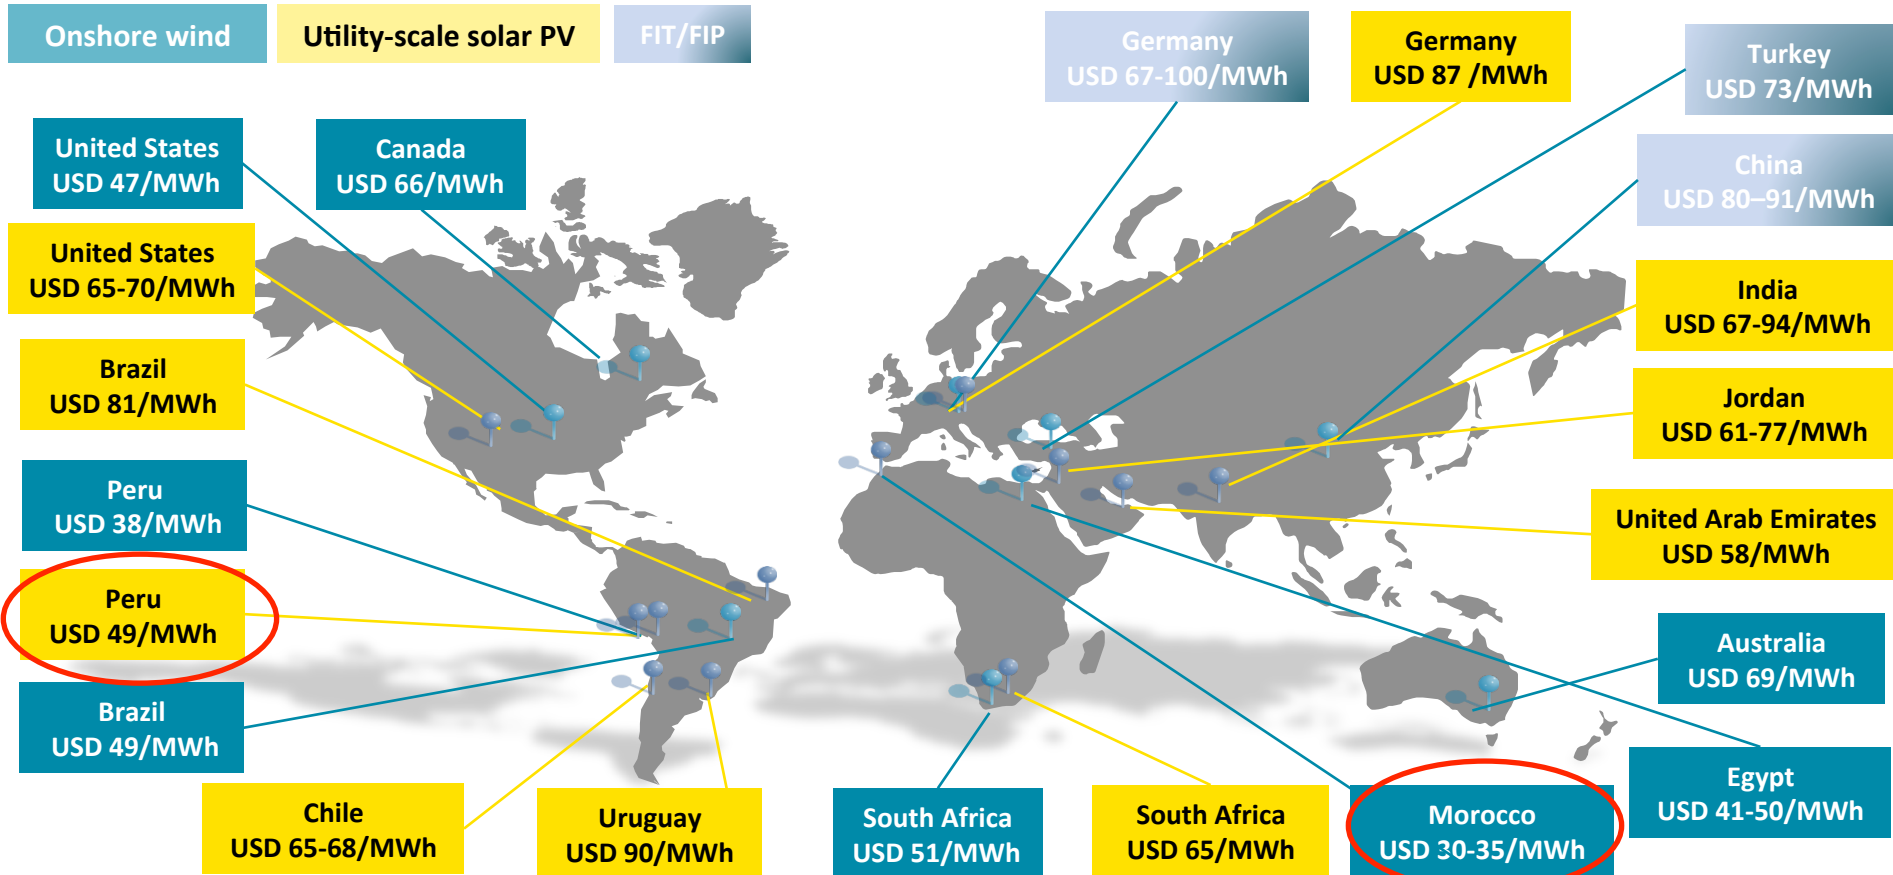 Onshore wind
Utility-scale solar PV
FIT/FIP
Germany
USD 67-100/MWh
Germany
USD 87 /MWh
Turkey
USD 73/MWh
United States
USD 47/MWh
Canada
USD 66/MWh
China
USD 80–91/MWh
United States
USD 65-70/MWh
India
USD 67-94/MWh
Brazil
USD 81/MWh
Jordan
USD 61-77/MWh
Peru
USD 38/MWh
United Arab Emirates
USD 58/MWh
Peru
USD 49/MWh
Australia
USD 69/MWh
Brazil
USD 49/MWh
Egypt
USD 41-50/MWh
Chile
USD 65-68/MWh
Uruguay
USD 90/MWh
South Africa
USD 51/MWh
South Africa
USD 65/MWh
Morocco
USD 30-35/MWh